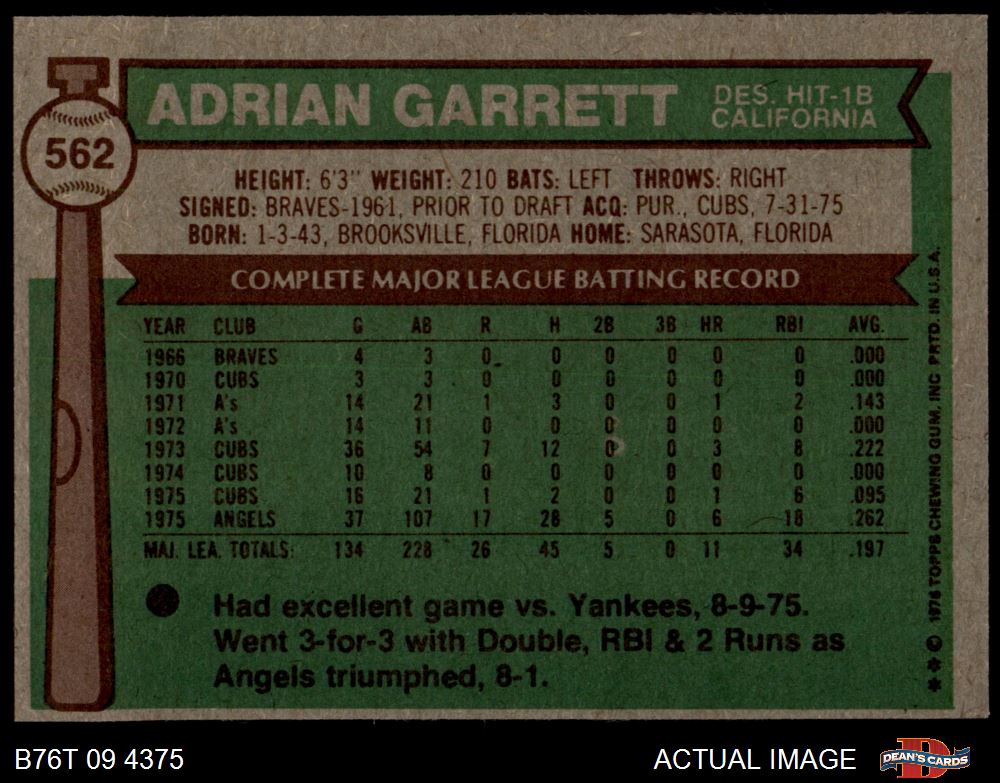 562
ADRIAN GARRETT
DES. HIT-1B
CALIFORNIA
HEIGHT: 6'3" WEIGHT: 210 BATS: LEFT THROWS: RIGHT
SIGNED: BRAVES-1961, PRIOR TO DRAFT ACQ: PUR., CUBS, 7-31-75
BORN: 1-3-43, BROOKSVILLE, FLORIDA HOME: SARASOTA, FLORIDA
COMPLETE MAJOR LEAGUE BATTING RECORD
YEAR CLUB G AB R H 2B 3B HR RBI AVG.
1966 BRAVES 4 3 0 0 0 0 0 0 .000
1970 CUBS 3 3 0 0 0 0 0 0 .000
1971 A's 14 21 1 3 0 0 1 2 .143
1972 A's 14 11 0 0 0 0 0 0 .000
1973 CUBS 36 54 7 12 0 0 3 8 .222
1974 CUBS 10 8 0 0 0 0 0 0 .000
1975 CUBS 16 21 1 2 0 0 1 6 .095
1975 ANGELS 37 107 17 28 5 0 6 18 .262
MAJ. LEA. TOTALS: 134 228 26 45 5 0 11 34 .197
Had excellent game vs. Yankees, 8-9-75.
Went 3-for-3 with Double, RBI & 2 Runs as
Angels triumphed, 8-1.
** © 1976 TOPPS CHEWING GUM, INC PRTD. IN U.S.A.
B76T 09 4375
ACTUAL IMAGE
DEAN'S CARDS